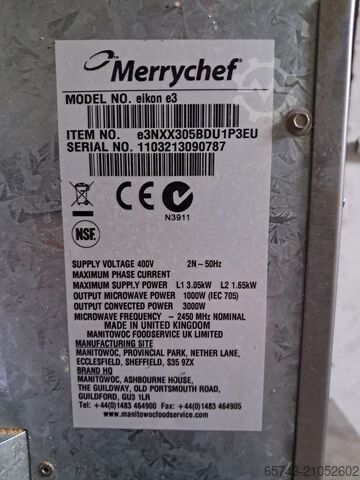 Merrychef
MODEL NO. eikon e3
ITEM NO. e3NXX305BDU1P3EU
SERIAL NO. 1103213090787
CE
N3911
NSF
SUPPLY VOLTAGE 400V 2N~50Hz
MAXIMUM PHASE CURRENT
MAXIMUM SUPPLY POWER L1 3.05kW L2 1.65kW
OUTPUT MICROWAVE POWER 1000W (IEC 705)
OUTPUT CONVECTED POWER 3000W
MICROWAVE FREQUENCY - 2450 MHz NOMINAL
MADE IN UNITED KINGDOM
MANITOWOC FOODSERVICE UK LIMITED
MANUFACTURING SITE
MANITOWOC, PROVINCIAL PARK, NETHER LANE,
ECCLESFIELD, SHEFFIELD, S35 9ZX
BRAND HQ
MANITOWOC, ASHBOURNE HOUSE,
THE GUILDWAY, OLD PORTSMOUTH ROAD,
GUILDFORD, GU3 1LR
Tel: +44(0)1483 464900 Fax: +44(0)1483 464905
www.manitowocfoodservice.com
65743-21052602